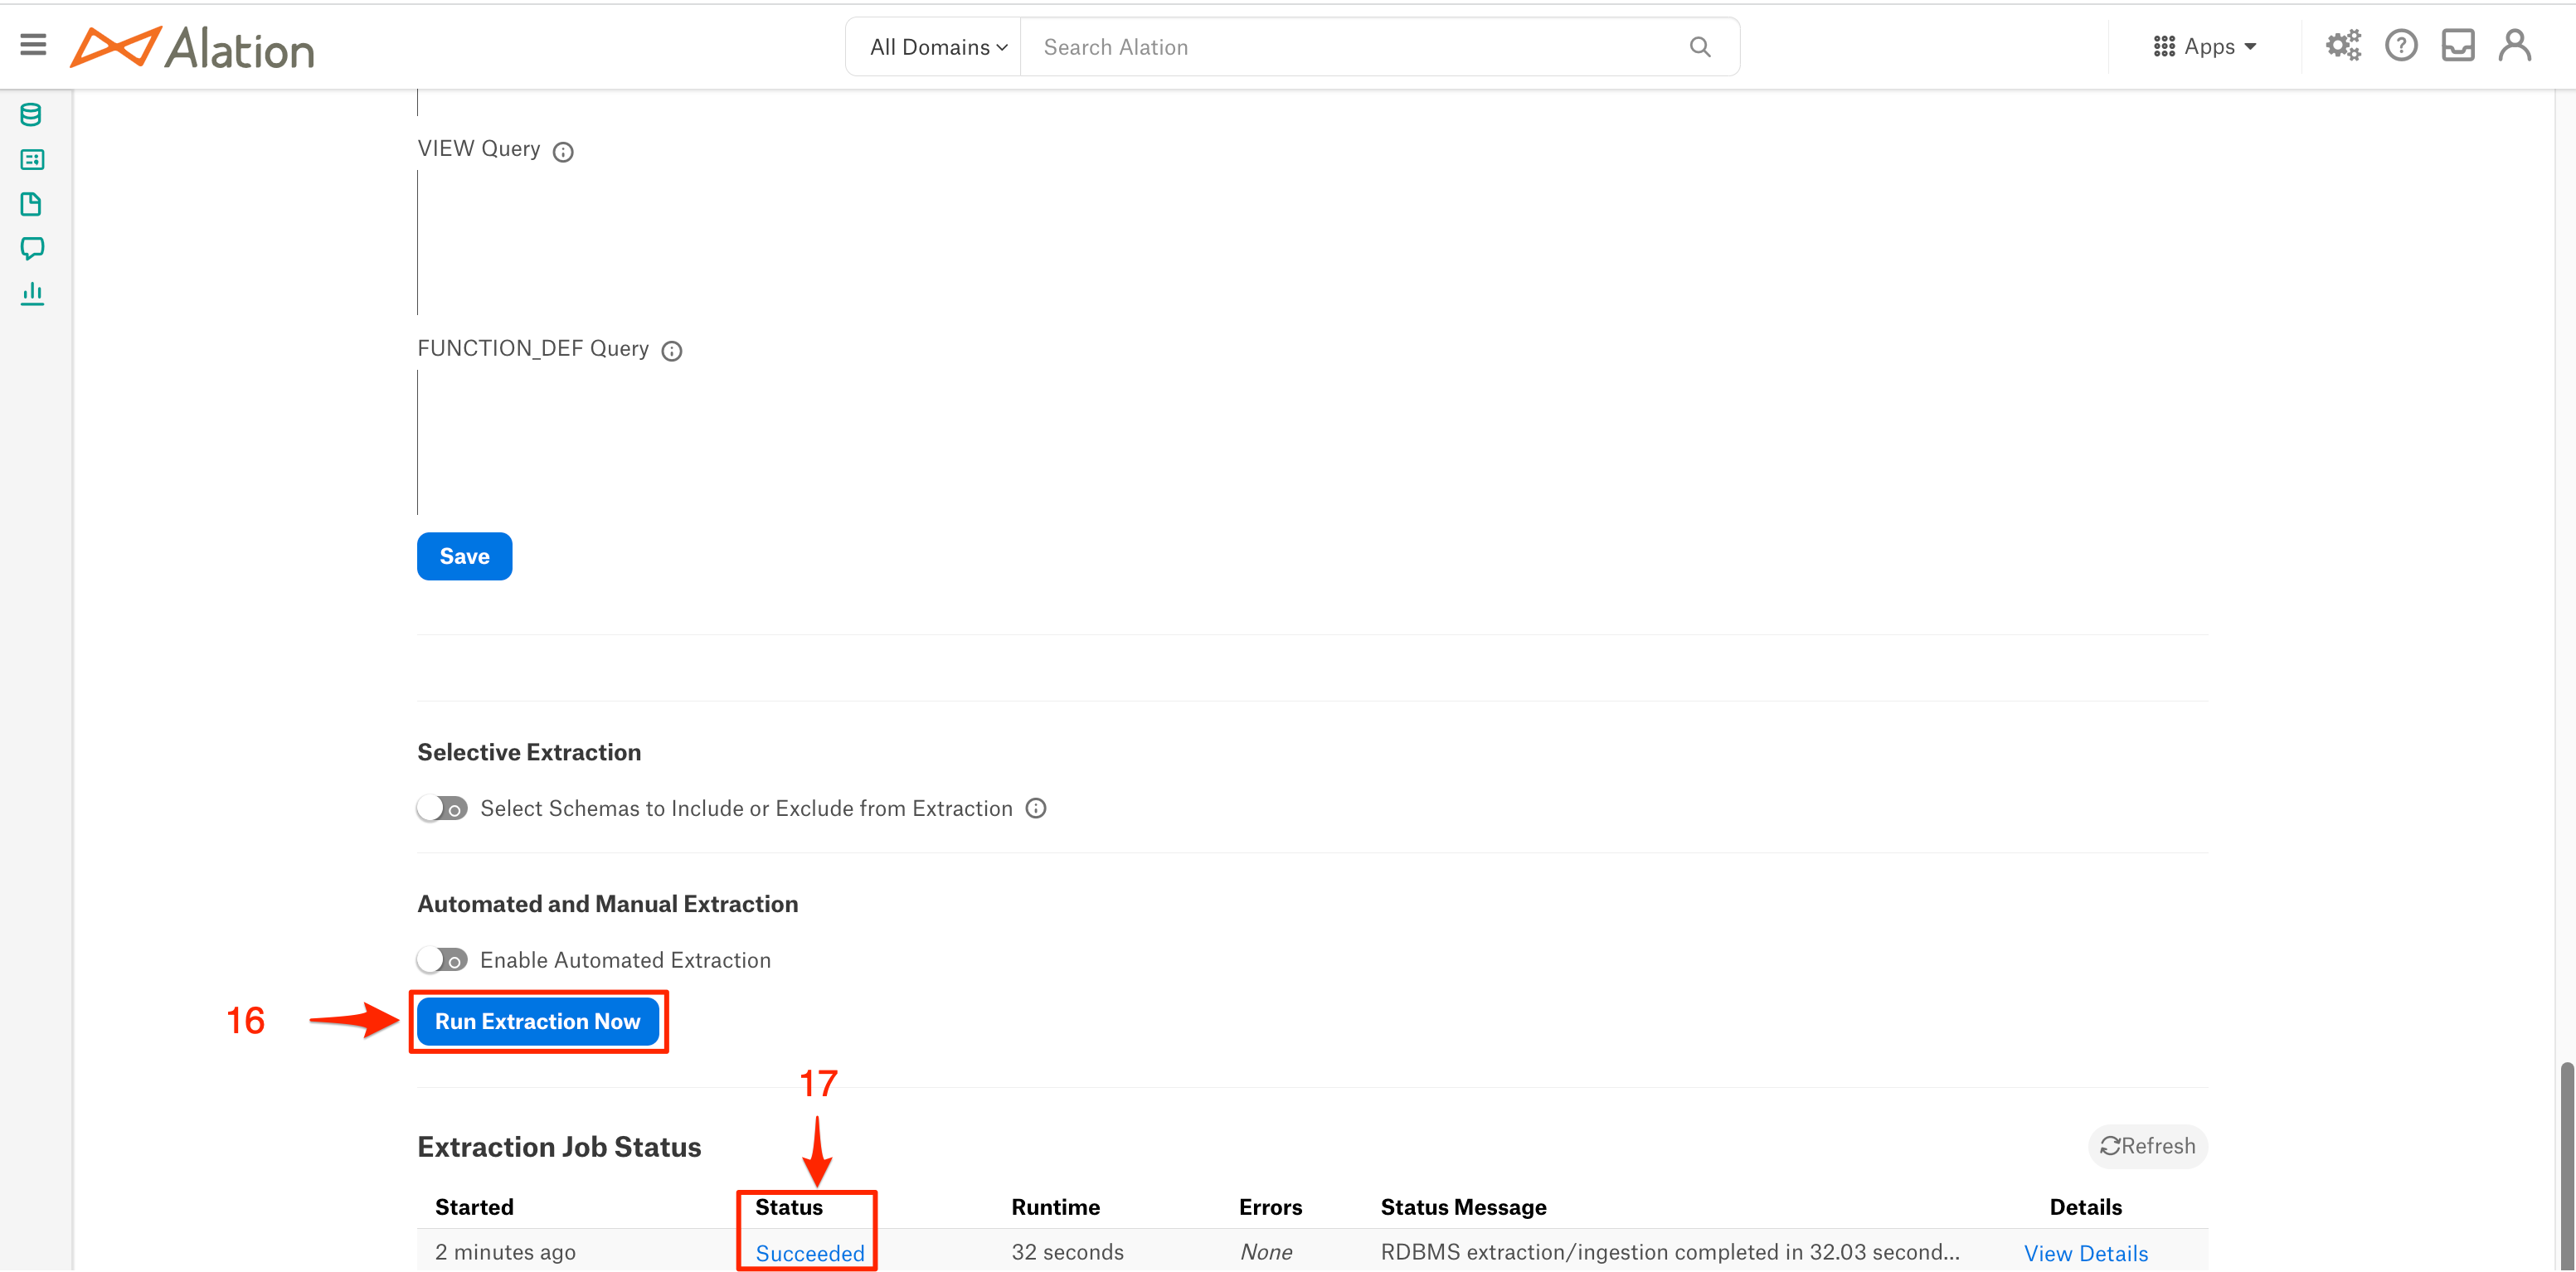 Alation
All Domains
Search Alation
Apps
VIEW Query
FUNCTION_DEF Query
Save
Selective Extraction
Select Schemas to Include or Exclude from Extraction
Automated and Manual Extraction
Enable Automated Extraction
16
Run Extraction Now
17
Extraction Job Status
Refresh
Started Status Runtime Errors Status Message Details
2 minutes ago Succeeded 32 seconds None RDBMS extraction/ingestion completed in 32.03 second... View Details